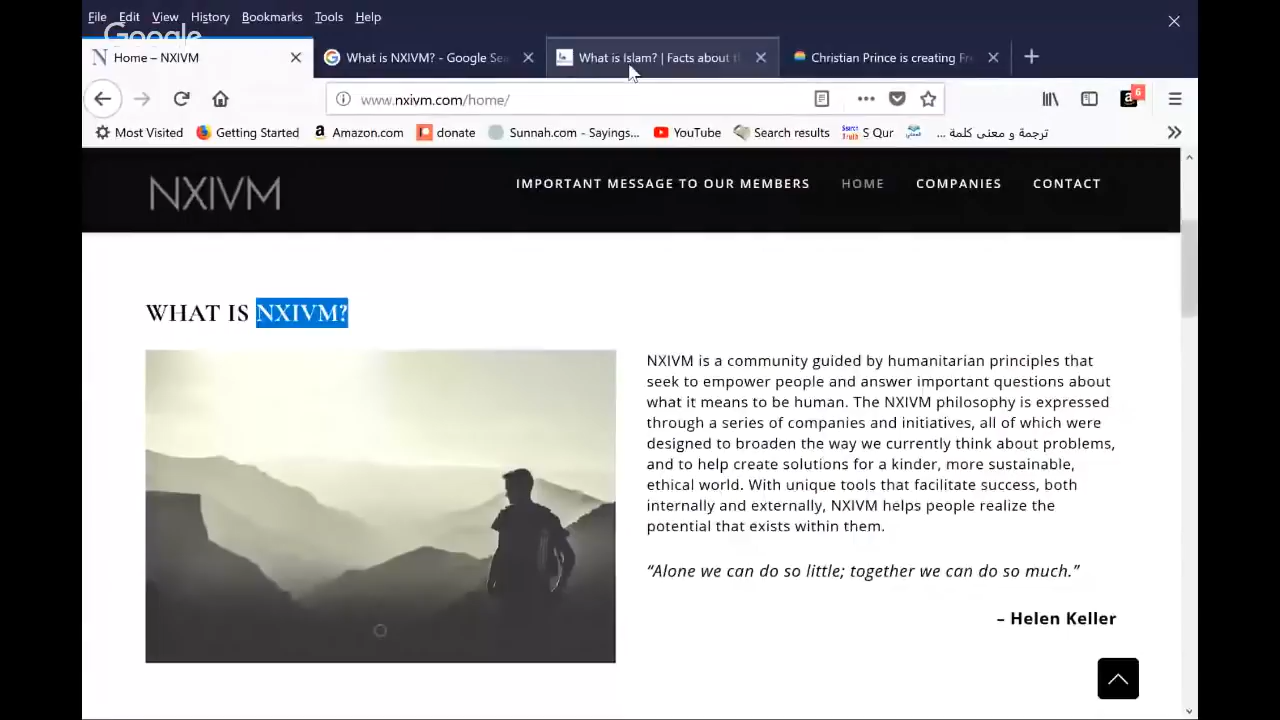 File Edit View History Bookmarks Tools Help
Google
Home – NXIVM
What is NXIVM? - Google Sea
What is Islam? | Facts about t
Christian Prince is creating Fr
www.nxivm.com/home/
6
Most Visited Getting Started Amazon.com donate Sunnah.com - Sayings... YouTube Search results S Qur ترجمة و معنى كلمة ...
NXIVM
IMPORTANT MESSAGE TO OUR MEMBERS HOME COMPANIES CONTACT
WHAT IS NXIVM?
NXIVM is a community guided by humanitarian principles that
seek to empower people and answer important questions about
what it means to be human. The NXIVM philosophy is expressed
through a series of companies and initiatives, all of which were
designed to broaden the way we currently think about problems,
and to help create solutions for a kinder, more sustainable,
ethical world. With unique tools that facilitate success, both
internally and externally, NXIVM helps people realize the
potential that exists within them.
“Alone we can do so little; together we can do so much.”
– Helen Keller